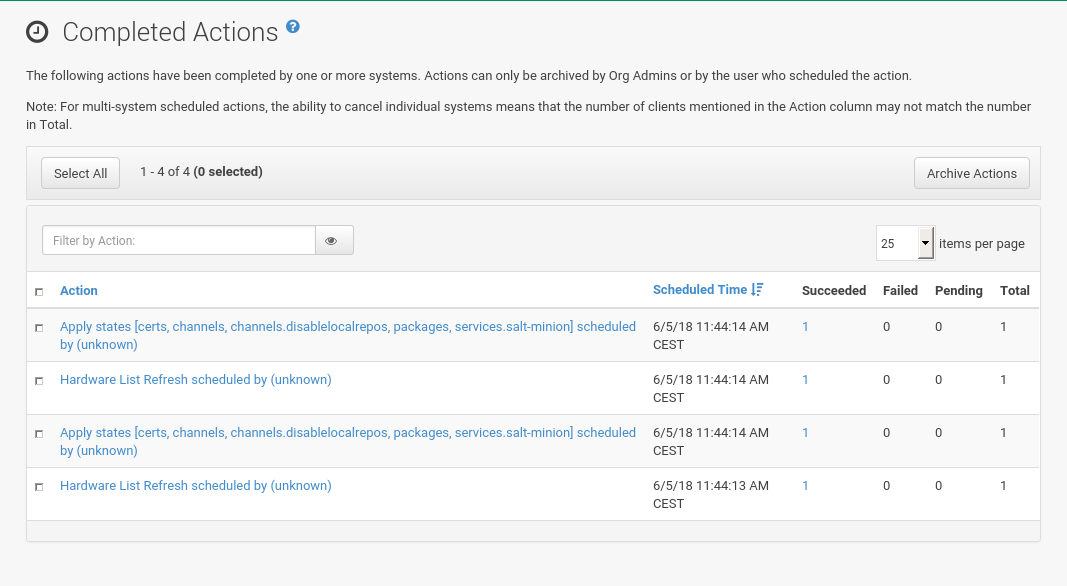 Completed Actions ?
The following actions have been completed by one or more systems. Actions can only be archived by Org Admins or by the user who scheduled the action.
Note: For multi-system scheduled actions, the ability to cancel individual systems means that the number of clients mentioned in the Action column may not match the number
in Total.
Select All 1 - 4 of 4 (0 selected) Archive Actions
Filter by Action: 25 items per page
Action Scheduled Time Succeeded Failed Pending Total
Apply states [certs, channels, channels.disablelocalrepos, packages, services.salt-minion] scheduled 6/5/18 11:44:14 AM 1 0 0 1
by (unknown) CEST
Hardware List Refresh scheduled by (unknown) 6/5/18 11:44:14 AM 1 0 0 1
CEST
Apply states [certs, channels, channels.disablelocalrepos, packages, services.salt-minion] scheduled 6/5/18 11:44:14 AM 1 0 0 1
by (unknown) CEST
Hardware List Refresh scheduled by (unknown) 6/5/18 11:44:13 AM 1 0 0 1
CEST